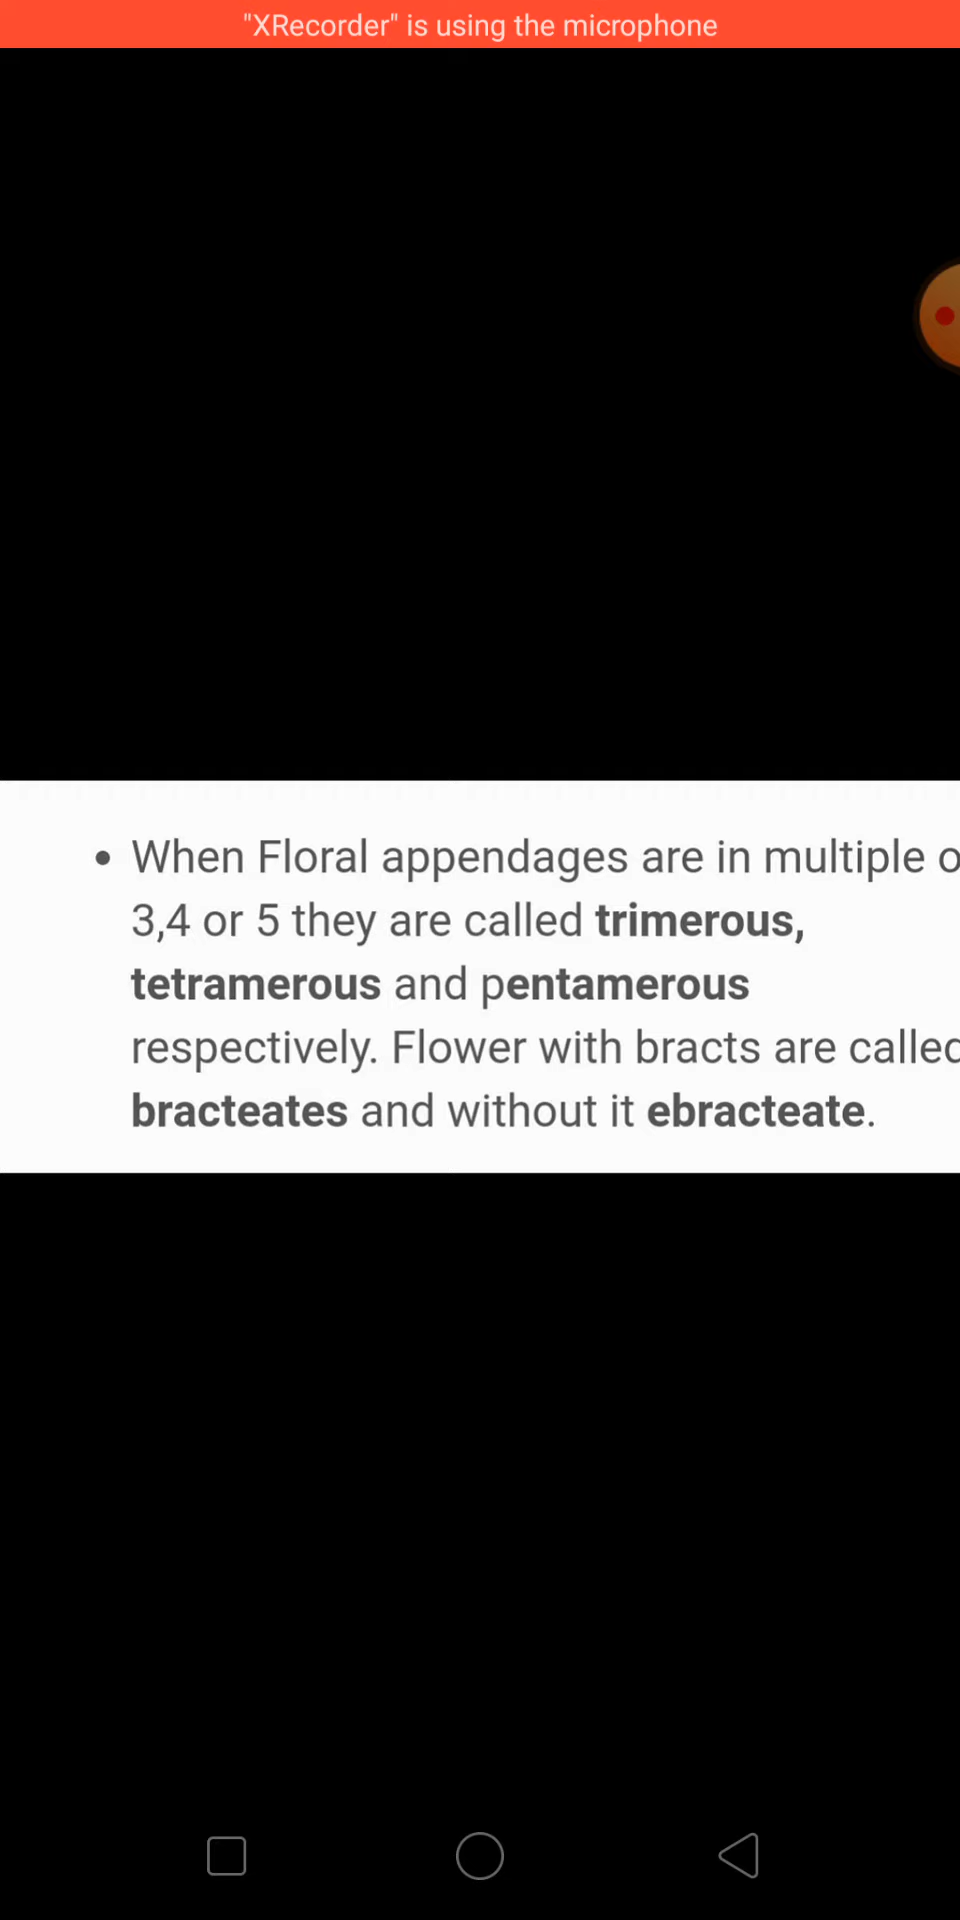 "XRecorder" is using the microphone
• When Floral appendages are in multiple o
3,4 or 5 they are called trimerous,
tetramerous and pentamerous
respectively. Flower with bracts are called
bracteates and without it ebracteate.